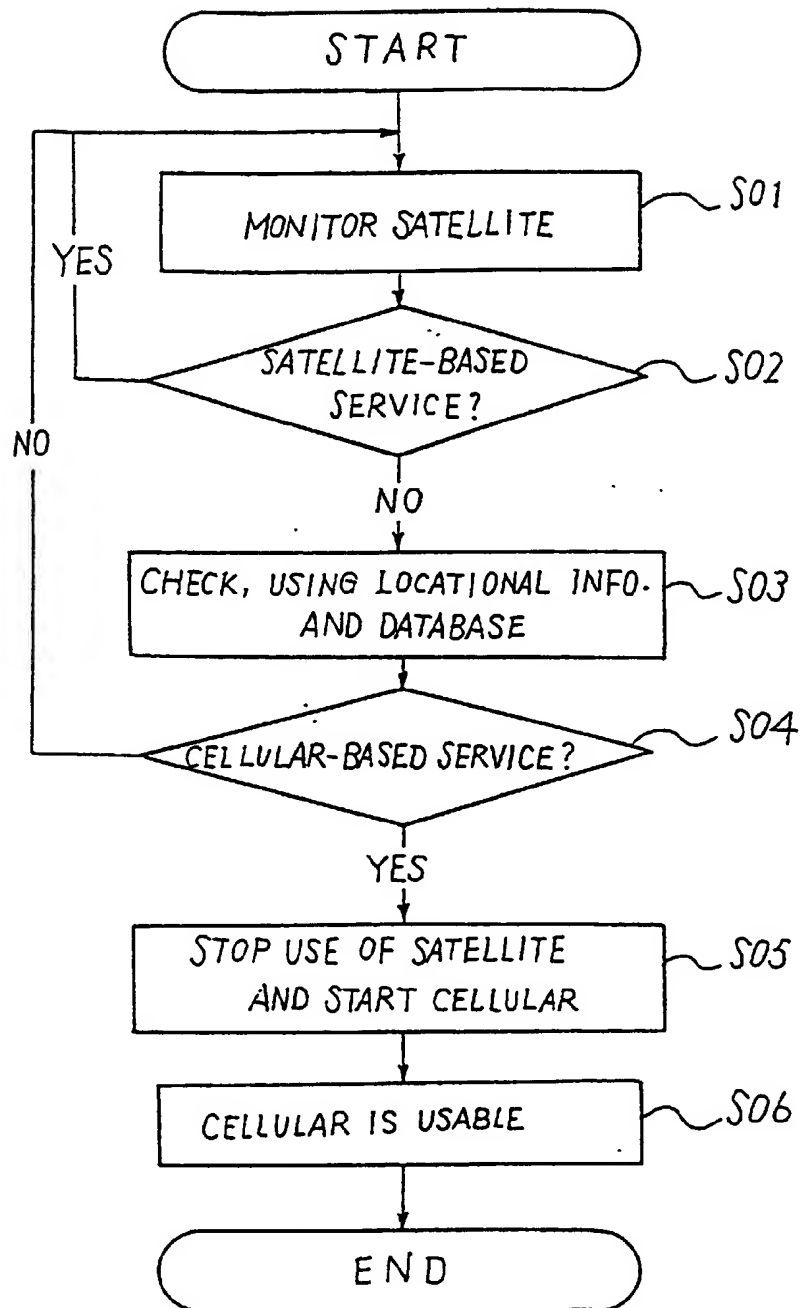 START
MONITOR SATELLITE
S01
YES
SATELLITE-BASED
SERVICE?
S02
NO
NO
CHECK, USING LOCATIONAL INFO.
AND DATABASE
S03
CELLULAR-BASED SERVICE?
S04
YES
STOP USE OF SATELLITE
AND START CELLULAR
S05
CELLULAR IS USABLE
S06
END